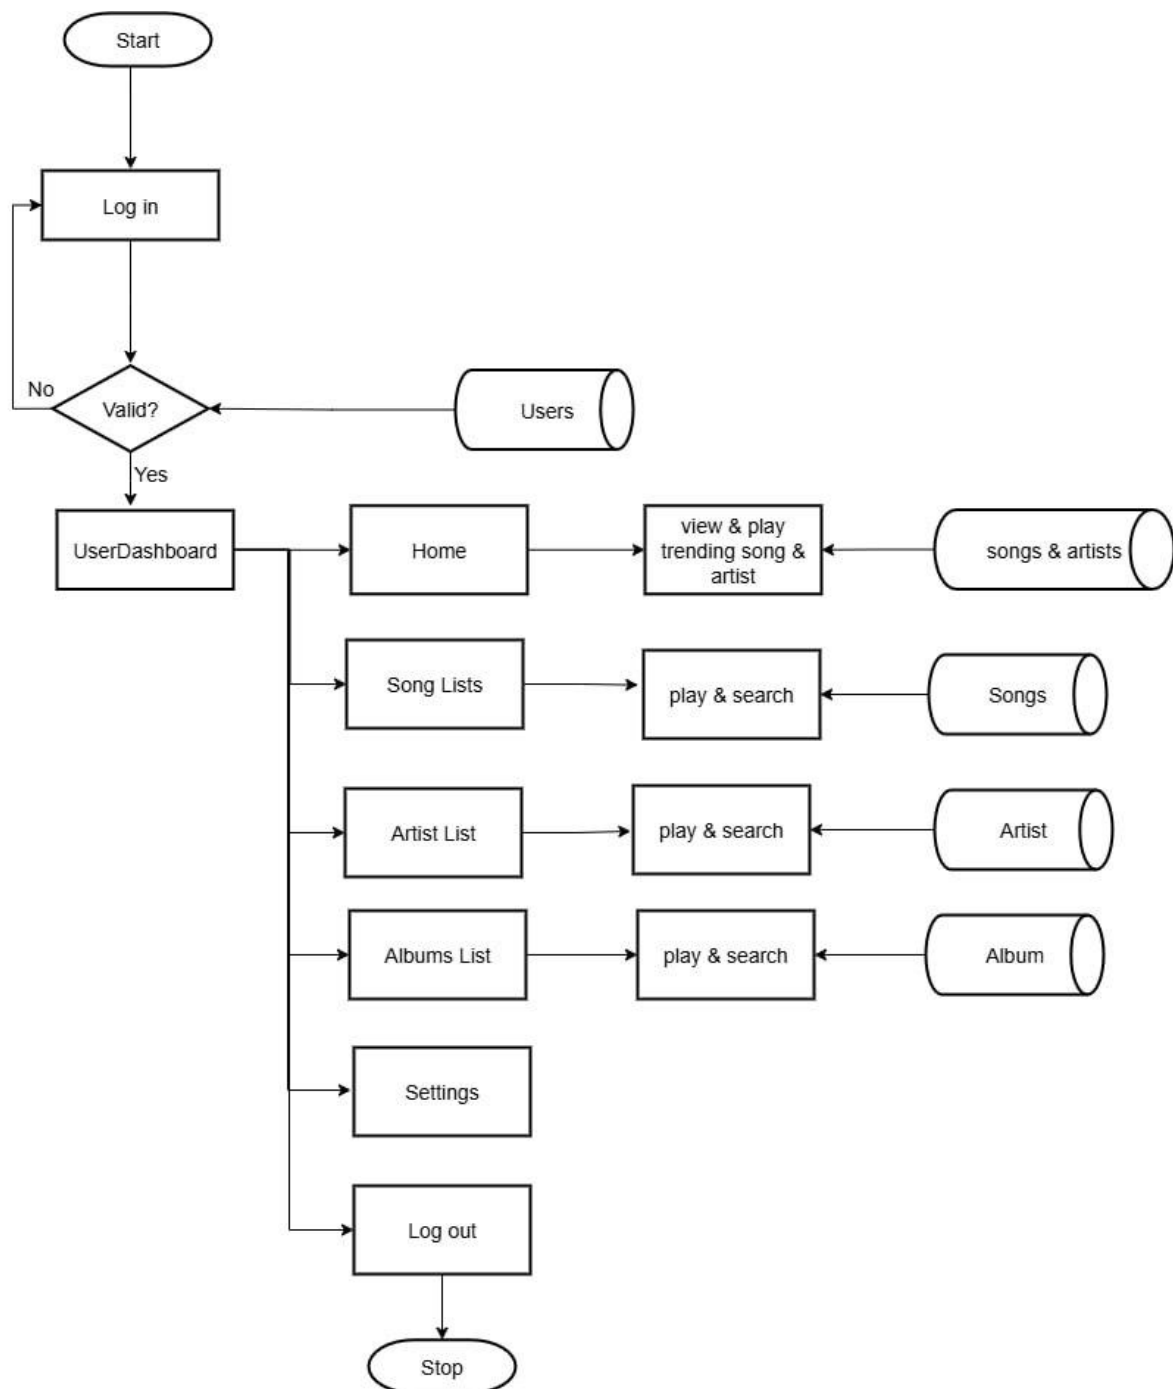 Start
Log in
No
Valid?
Users
Yes
UserDashboard
Home
view & play
trending song &
artist
songs & artists
Song Lists
play & search
Songs
Artist List
play & search
Artist
Albums List
play & search
Album
Settings
Log out
Stop